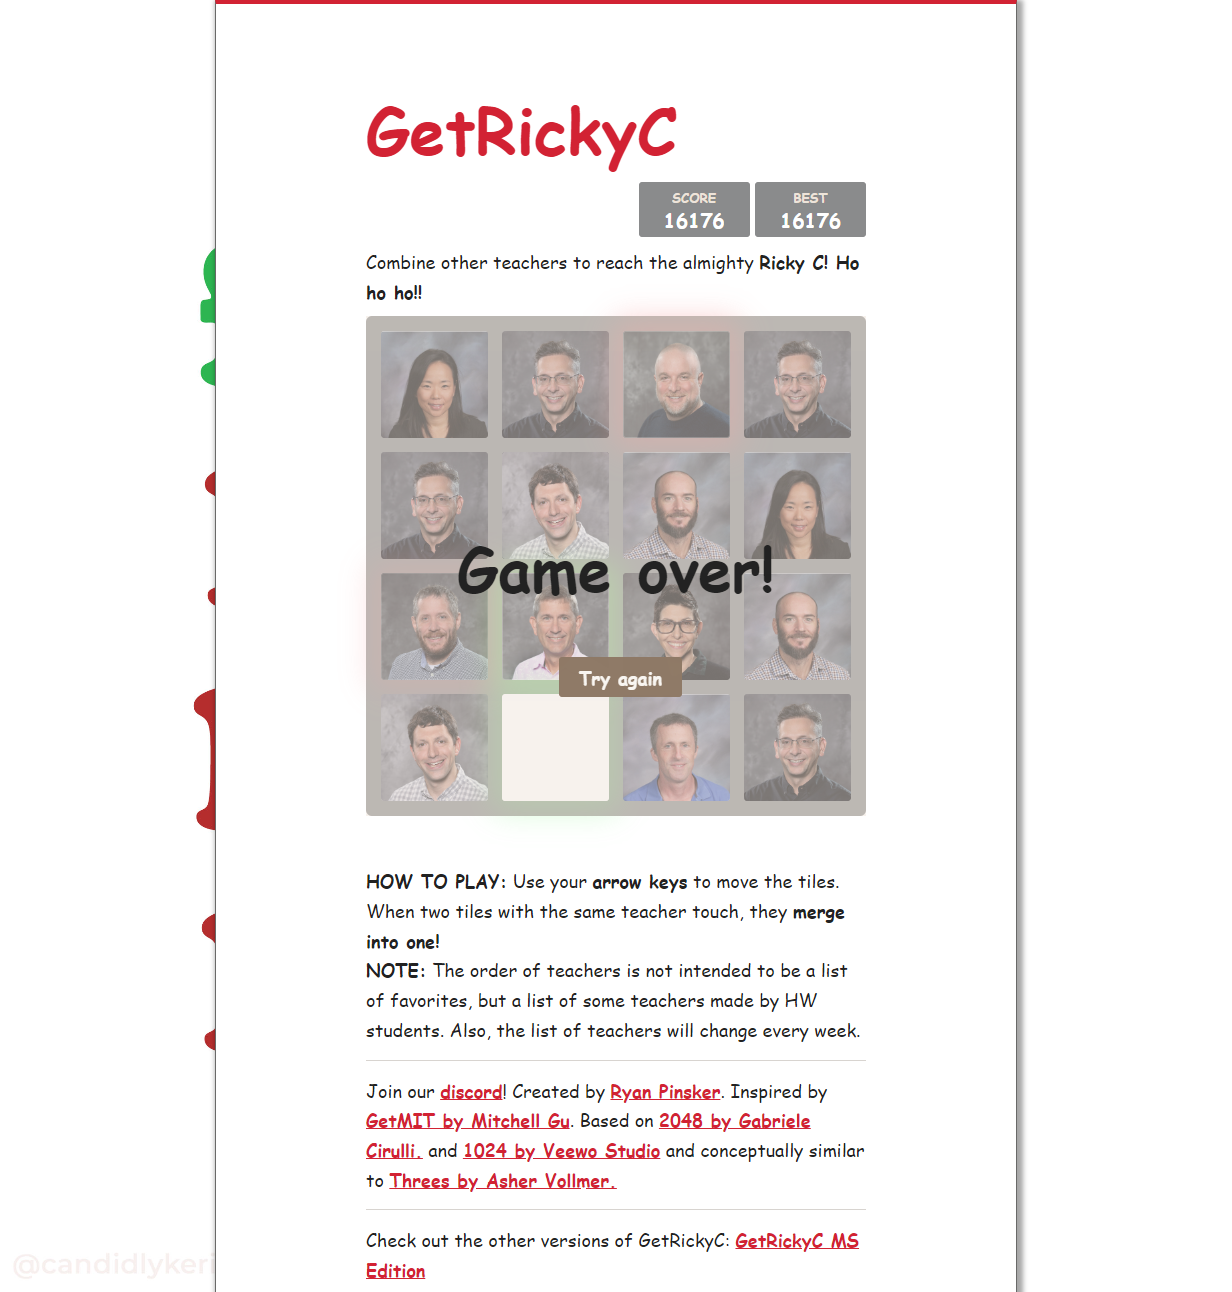 GetRickyC
SCORE
16176
BEST
16176
Combine other teachers to reach the almighty Ricky C! Ho
ho ho!!
Game over!
Try again
HOW TO PLAY: Use your arrow keys to move the tiles.
When two tiles with the same teacher touch, they merge
into one!
NOTE: The order of teachers is not intended to be a list
of favorites, but a list of some teachers made by HW
students. Also, the list of teachers will change every week.
Join our discord! Created by Ryan Pinsker. Inspired by
GetMIT by Mitchell Gu. Based on 2048 by Gabriele
Cirulli. and 1024 by Veewo Studio and conceptually similar
to Threes by Asher Vollmer.
Check out the other versions of GetRickyC: GetRickyC MS
Edition
@candidlykeri